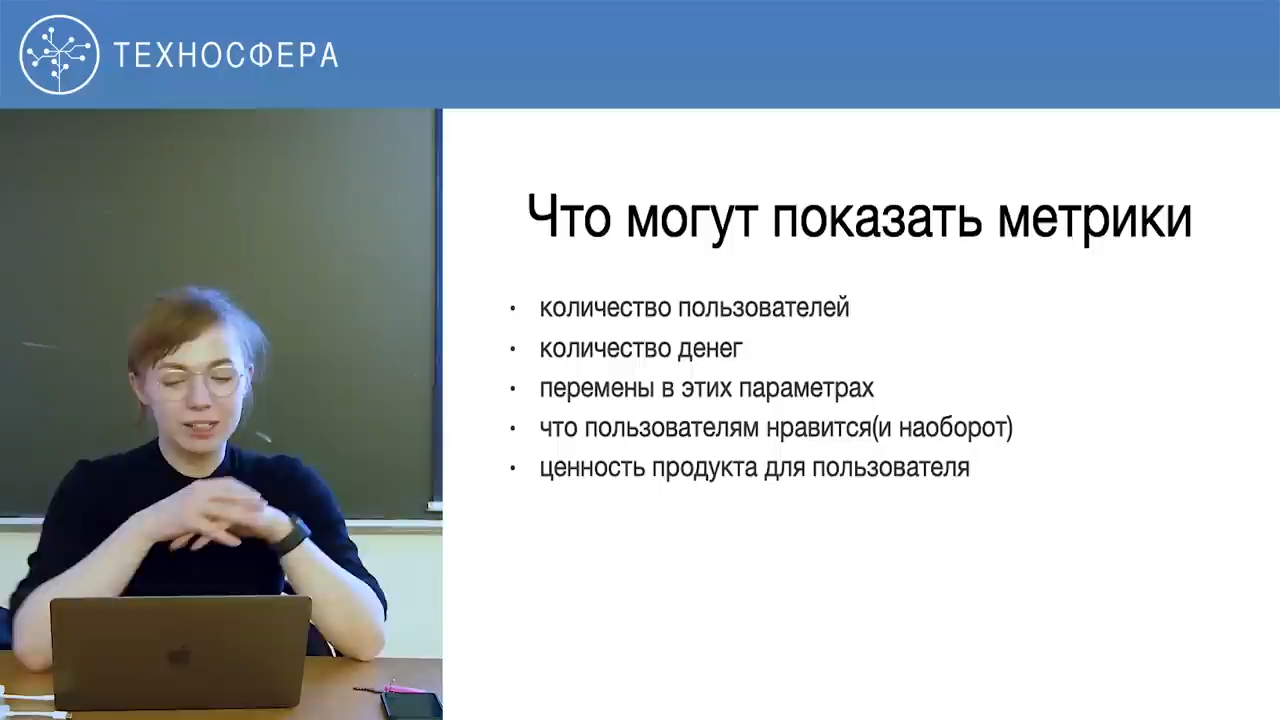 ТЕХНОСФЕРА
Что могут показать метрики
• количество пользователей
• количество денег
• перемены в этих параметрах
• что пользователям нравится(и наоборот)
• ценность продукта для пользователя